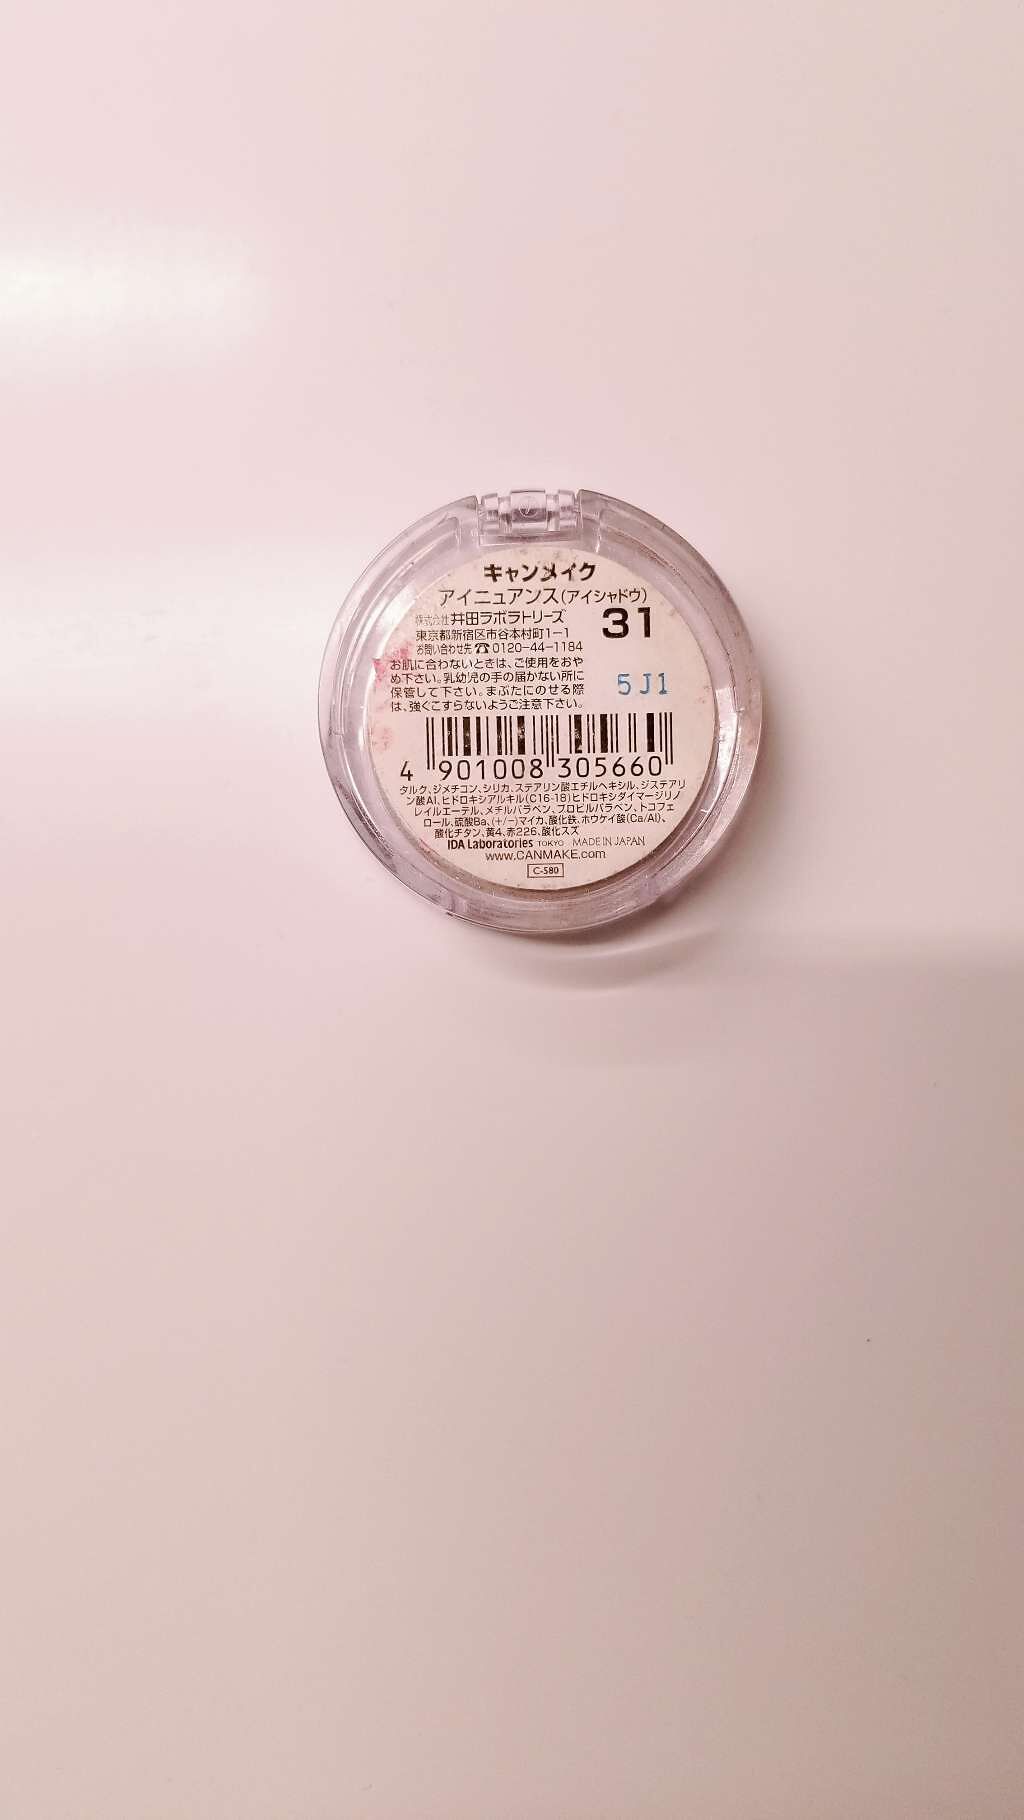 キャンメイク
アイニュアンス(アイシャドウ)
株式会社 井田ラボラトリーズ
31
東京都新宿区市谷本村町1-1
お問い合わせ先 ☎0120-44-1184
お肌に合わないときは、ご使用をおや
め下さい。乳幼児の手の届かない所に
保管して下さい。まぶたにのせる際
は、強くこすらないようご注意下さい。
5J1
4 901008 305660
タルク、ジメチコン、シリカ、ステアリン酸エチルヘキシル、ジステアリ
ン酸Al、ヒドロキシアルキル(C16-18)ヒドロキシダイマージリノ
レイルエーテル、メチルパラベン、プロピルパラベン、トコフェ
ロール、硫酸Ba、(+/-)マイカ、酸化鉄、ホウケイ酸(Ca/Al)、
酸化チタン、黄4、赤226、酸化スズ
IDA Laboratories TOKYO MADE IN JAPAN
www.CANMAKE.com
C-580